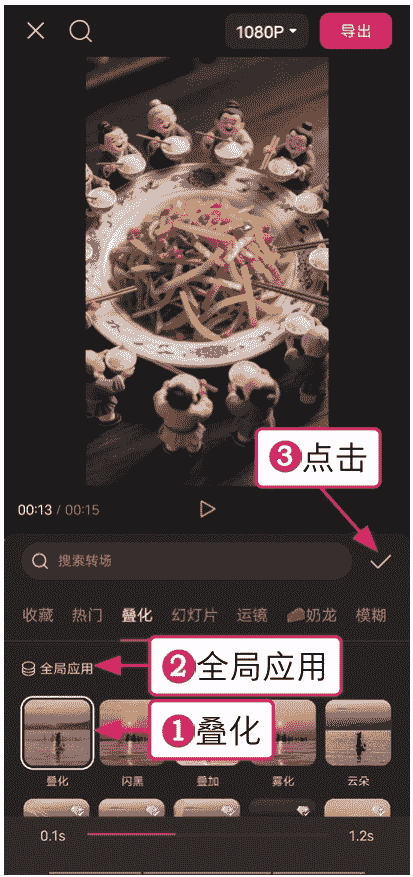 1080P
导出
❸点击
00:13 / 00:15
搜索转场
收藏 热门 叠化 幻灯片 运镜 奶龙 模糊
全局应用
❷全局应用
❶叠化
叠化 闪黑 叠加 雾化 云朵
0.1s 1.2s